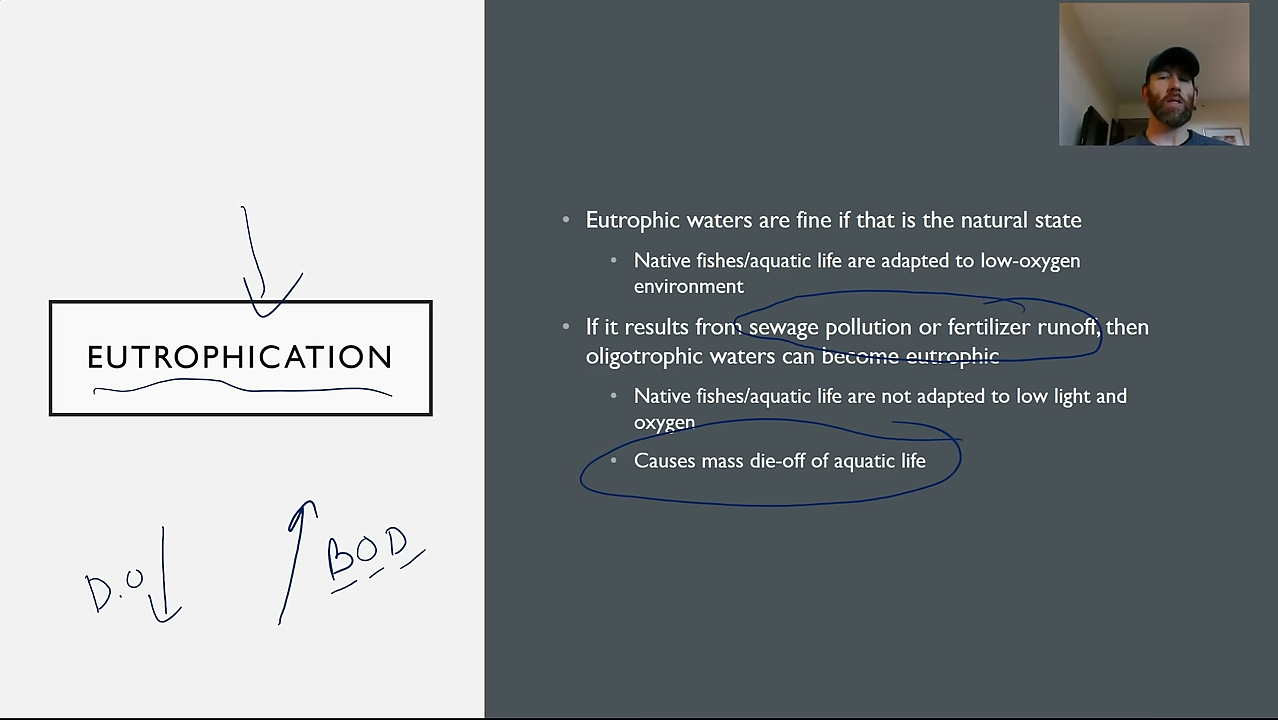 EUTROPHICATION
D.O
BOD
• Eutrophic waters are fine if that is the natural state
• Native fishes/aquatic life are adapted to low-oxygen
environment
• If it results from sewage pollution or fertilizer runoff, then
oligotrophic waters can become eutrophic
• Native fishes/aquatic life are not adapted to low light and
oxygen
• Causes mass die-off of aquatic life